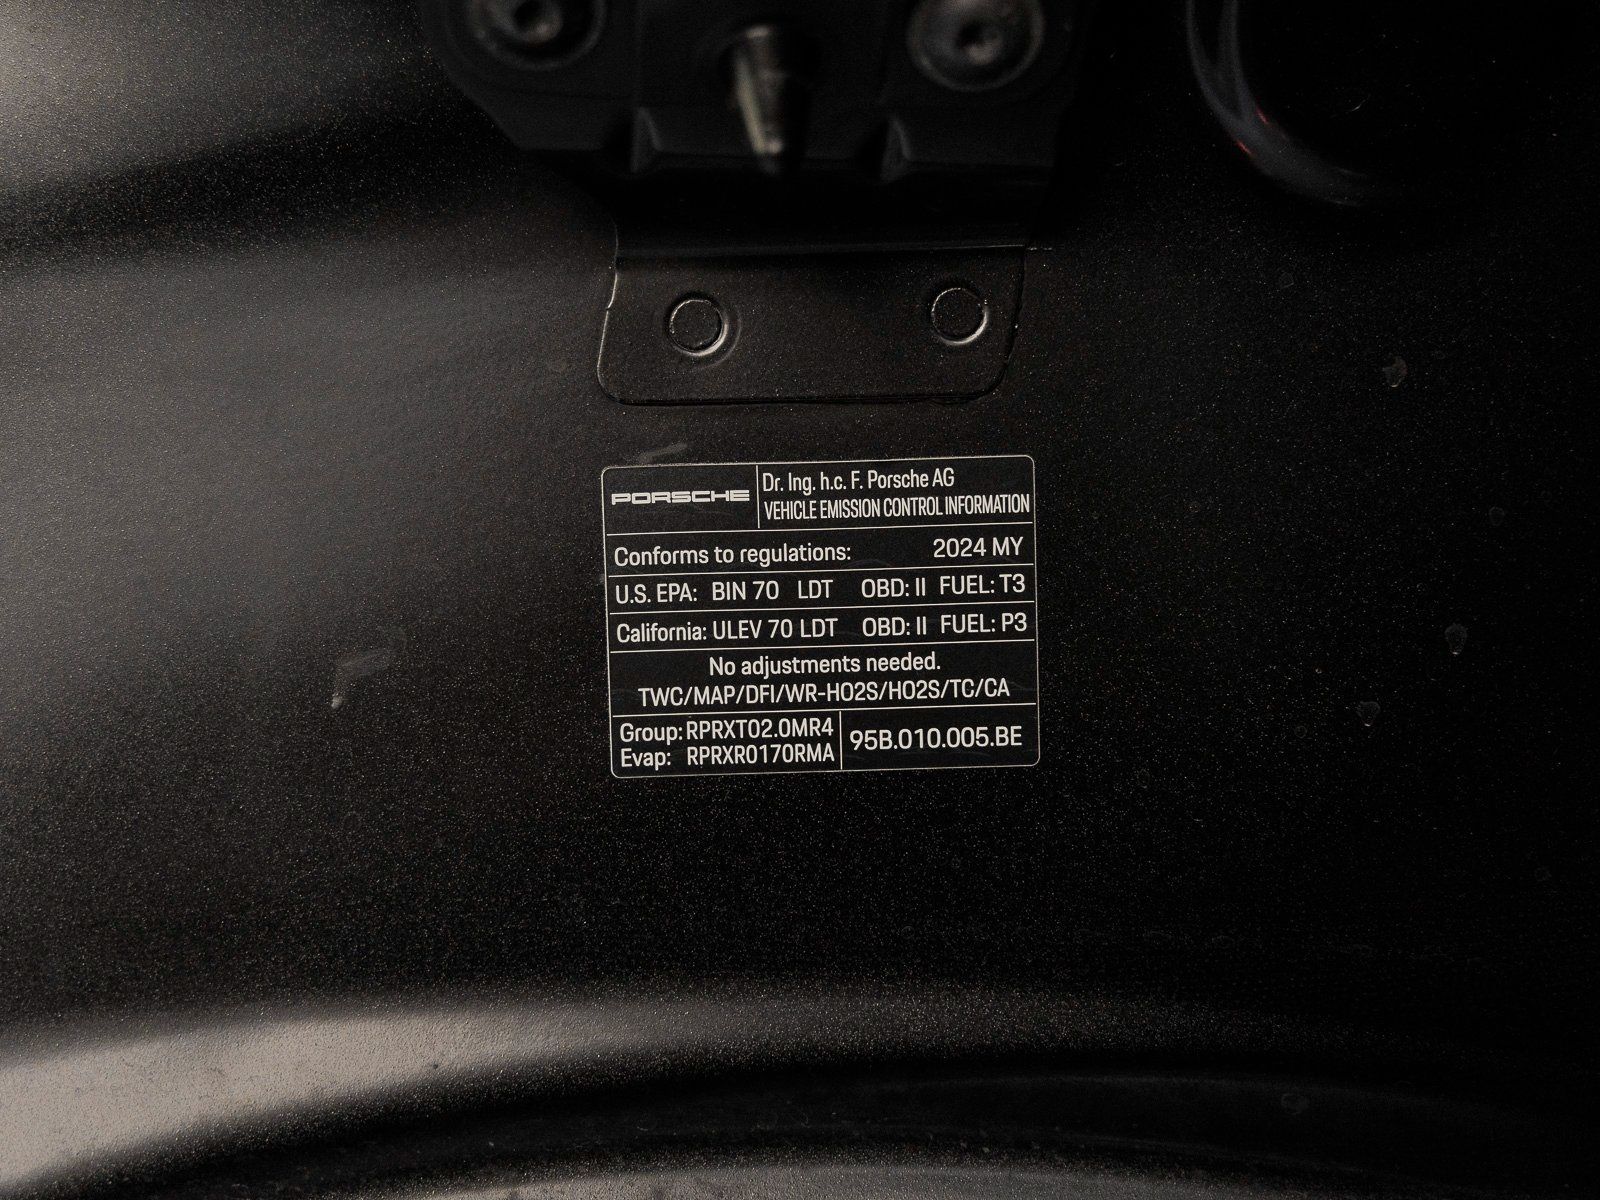 PORSCHE
Dr. Ing. h.c. F. Porsche AG
VEHICLE EMISSION CONTROL INFORMATION
Conforms to regulations: 2024 MY
U.S. EPA: BIN 70 LDT OBD: II FUEL: T3
California: ULEV 70 LDT OBD: II FUEL: P3
No adjustments needed.
TWC/MAP/DFI/WR-HO2S/HO2S/TC/CA
Group: RPRXT02.0MR4
Evap: RPRXR0170RMA
95B.010.005.BE